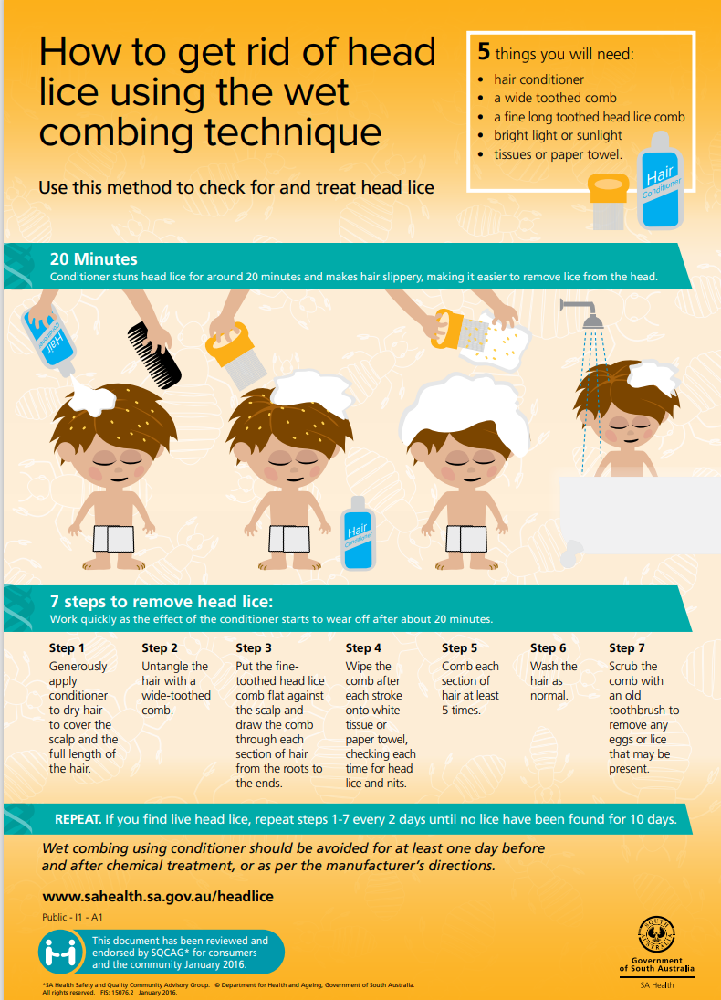 How to get rid of head
lice using the wet
combing technique
Use this method to check for and treat head lice
5 things you will need:
• hair conditioner
• a wide toothed comb
• a fine long toothed head lice comb
• bright light or sunlight
• tissues or paper towel.
Hair
Conditioner
20 Minutes
Conditioner stuns head lice for around 20 minutes and makes hair slippery, making it easier to remove lice from the head.
Hair
Conditioner
Hair
Conditioner
7 steps to remove head lice:
Work quickly as the effect of the conditioner starts to wear off after about 20 minutes.
Step 1
Generously
apply
conditioner
to dry hair
to cover the
scalp and the
full length of
the hair.
Step 2
Untangle the
hair with a
wide-toothed
comb.
Step 3
Put the fine-
toothed head lice
comb flat against
the scalp and
draw the comb
through each
section of hair
from the roots to
the ends.
Step 4
Wipe the
comb after
each stroke
onto white
tissue or
paper towel,
checking each
time for head
lice and nits.
Step 5
Comb each
section of
hair at least
5 times.
Step 6
Wash the
hair as
normal.
Step 7
Scrub the
comb with
an old
toothbrush to
remove any
eggs or lice
that may be
present.
REPEAT. If you find live head lice, repeat steps 1-7 every 2 days until no lice have been found for 10 days.
Wet combing using conditioner should be avoided for at least one day before
and after chemical treatment, or as per the manufacturer's directions.
www.sahealth.sa.gov.au/headlice
Public - I1 - A1
This document has been reviewed and
endorsed by SQCAG* for consumers
and the community January 2016.
*SA Health Safety and Quality Community Advisory Group. © Department for Health and Ageing, Government of South Australia.
All rights reserved. FIS: 15076.2 January 2016.
SOUTH
AUSTRALIA
Government
of South Australia
SA Health